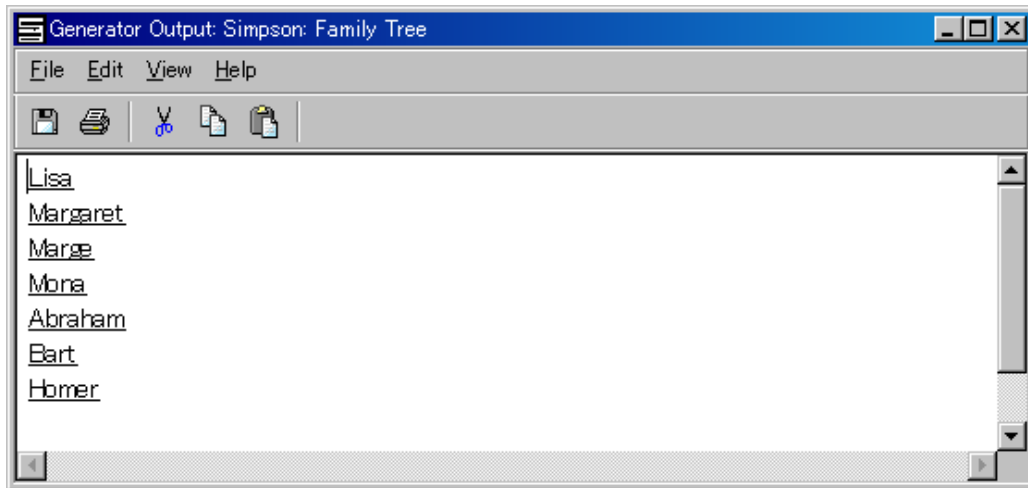 Generator Output: Simpson: Family Tree
File Edit View Help
Lisa
Margaret
Marge
Mona
Abraham
Bart
Homer